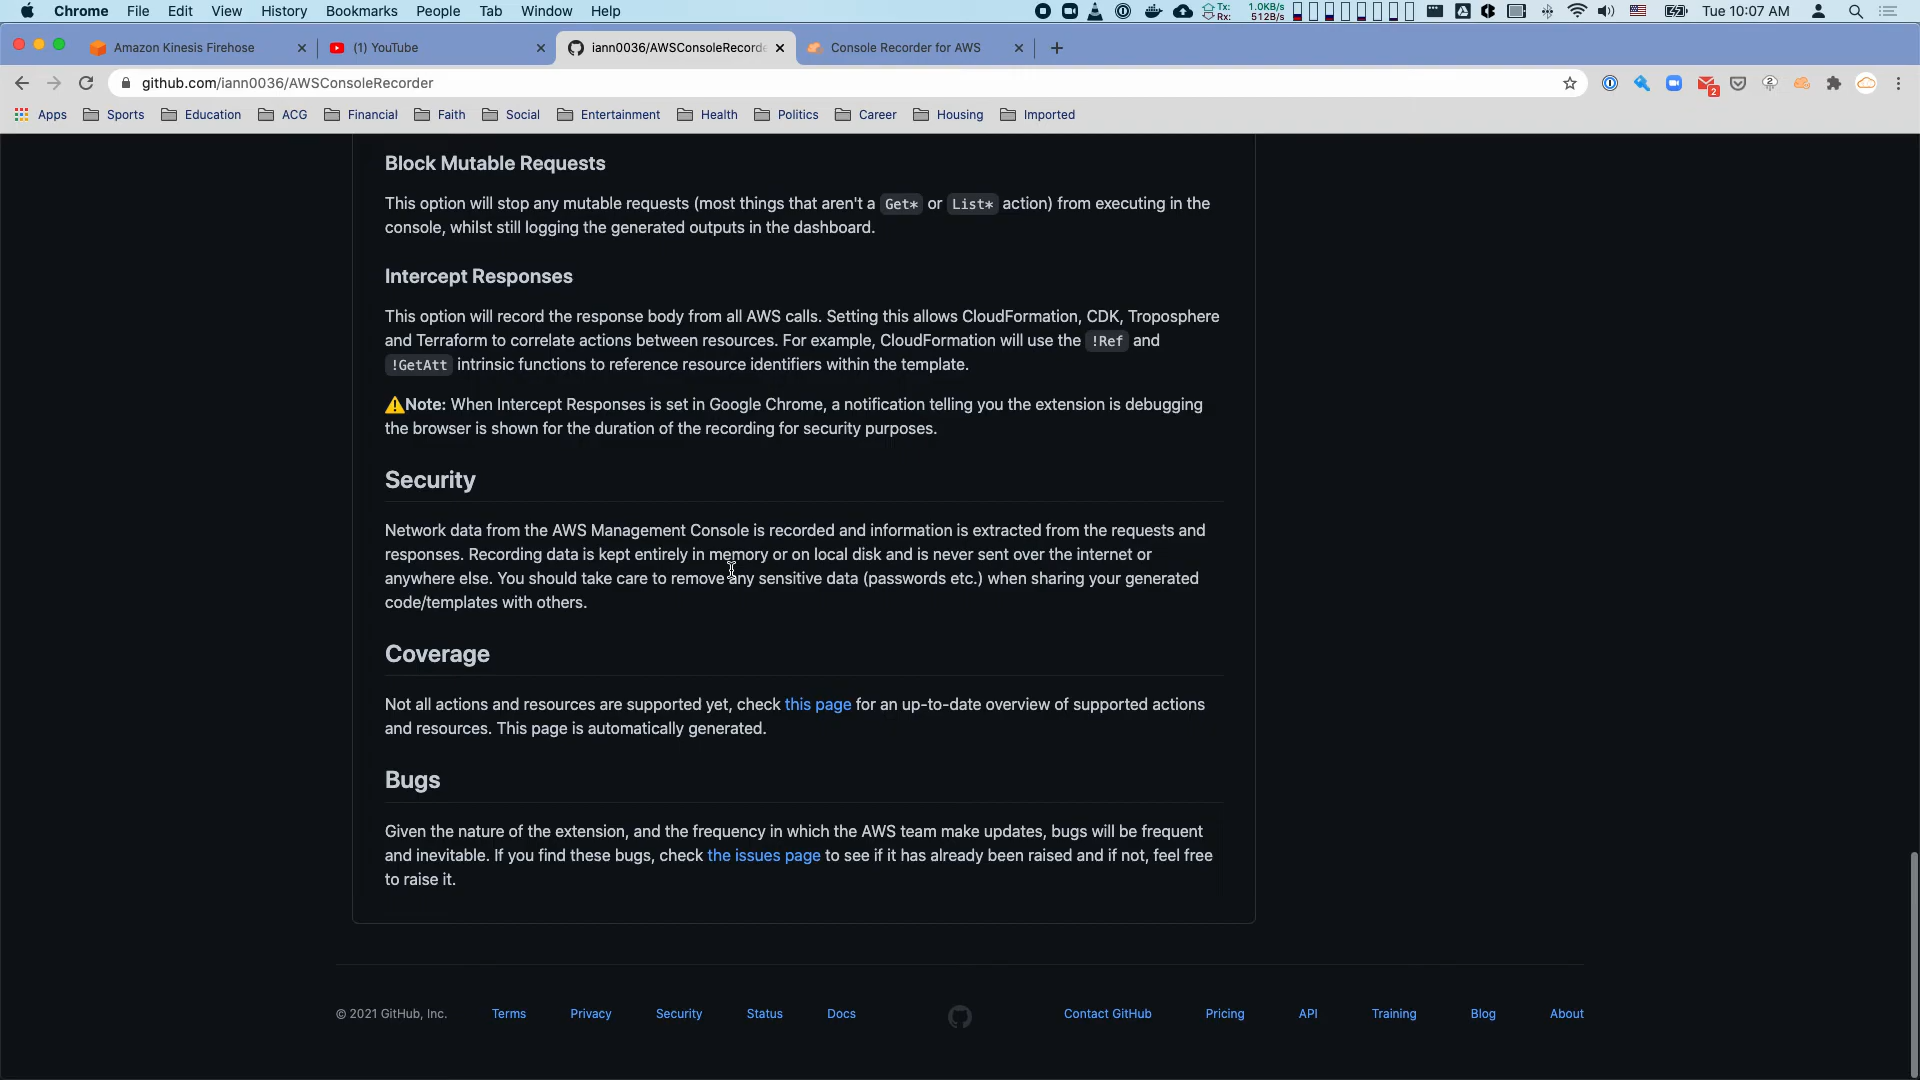 Chrome File Edit View History Bookmarks People Tab Window Help Tx: 1.0KB/s Rx: 512B/s Tue 10:07 AM
Amazon Kinesis Firehose (1) YouTube iann0036/AWSConsoleRecorde Console Recorder for AWS
github.com/iann0036/AWSConsoleRecorder 2
Apps Sports Education ACG Financial Faith Social Entertainment Health Politics Career Housing Imported
Block Mutable Requests
This option will stop any mutable requests (most things that aren't a Get* or List* action) from executing in the
console, whilst still logging the generated outputs in the dashboard.
Intercept Responses
This option will record the response body from all AWS calls. Setting this allows CloudFormation, CDK, Troposphere
and Terraform to correlate actions between resources. For example, CloudFormation will use the !Ref and
!GetAtt intrinsic functions to reference resource identifiers within the template.
⚠Note: When Intercept Responses is set in Google Chrome, a notification telling you the extension is debugging
the browser is shown for the duration of the recording for security purposes.
Security
Network data from the AWS Management Console is recorded and information is extracted from the requests and
responses. Recording data is kept entirely in memory or on local disk and is never sent over the internet or
anywhere else. You should take care to remove any sensitive data (passwords etc.) when sharing your generated
code/templates with others.
Coverage
Not all actions and resources are supported yet, check this page for an up-to-date overview of supported actions
and resources. This page is automatically generated.
Bugs
Given the nature of the extension, and the frequency in which the AWS team make updates, bugs will be frequent
and inevitable. If you find these bugs, check the issues page to see if it has already been raised and if not, feel free
to raise it.
© 2021 GitHub, Inc. Terms Privacy Security Status Docs Contact GitHub Pricing API Training Blog About